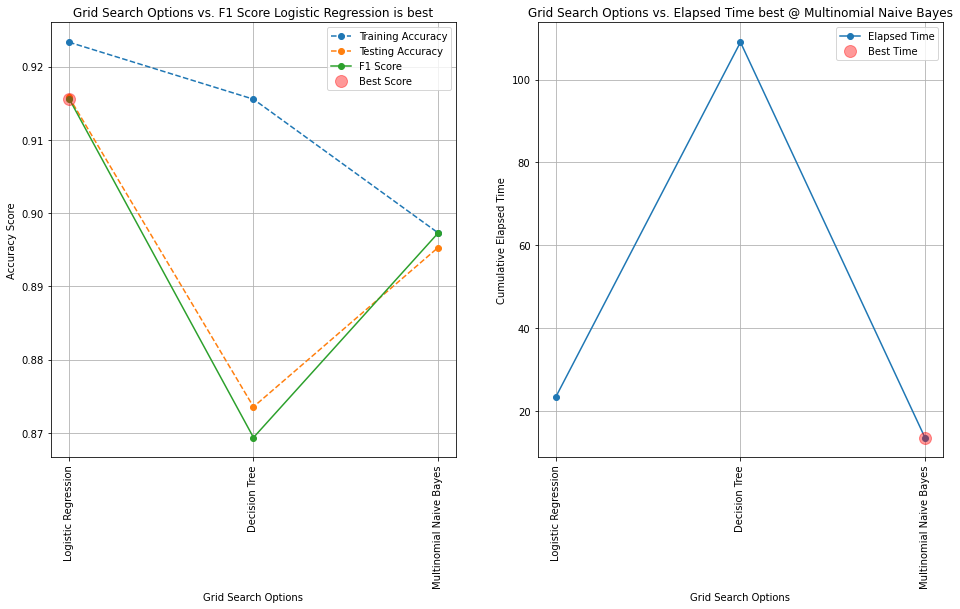 Grid Search Options vs. F1 Score Logistic Regression is best
Training Accuracy
Testing Accuracy
F1 Score
Best Score
0.92
0.91
0.90
0.89
0.88
0.87
Accuracy Score
Logistic Regression
Decision Tree
Multinomial Naive Bayes
Grid Search Options
Grid Search Options vs. Elapsed Time best @ Multinomial Naive Bayes
Elapsed Time
Best Time
100
80
60
40
20
Cumulative Elapsed Time
Logistic Regression
Decision Tree
Multinomial Naive Bayes
Grid Search Options